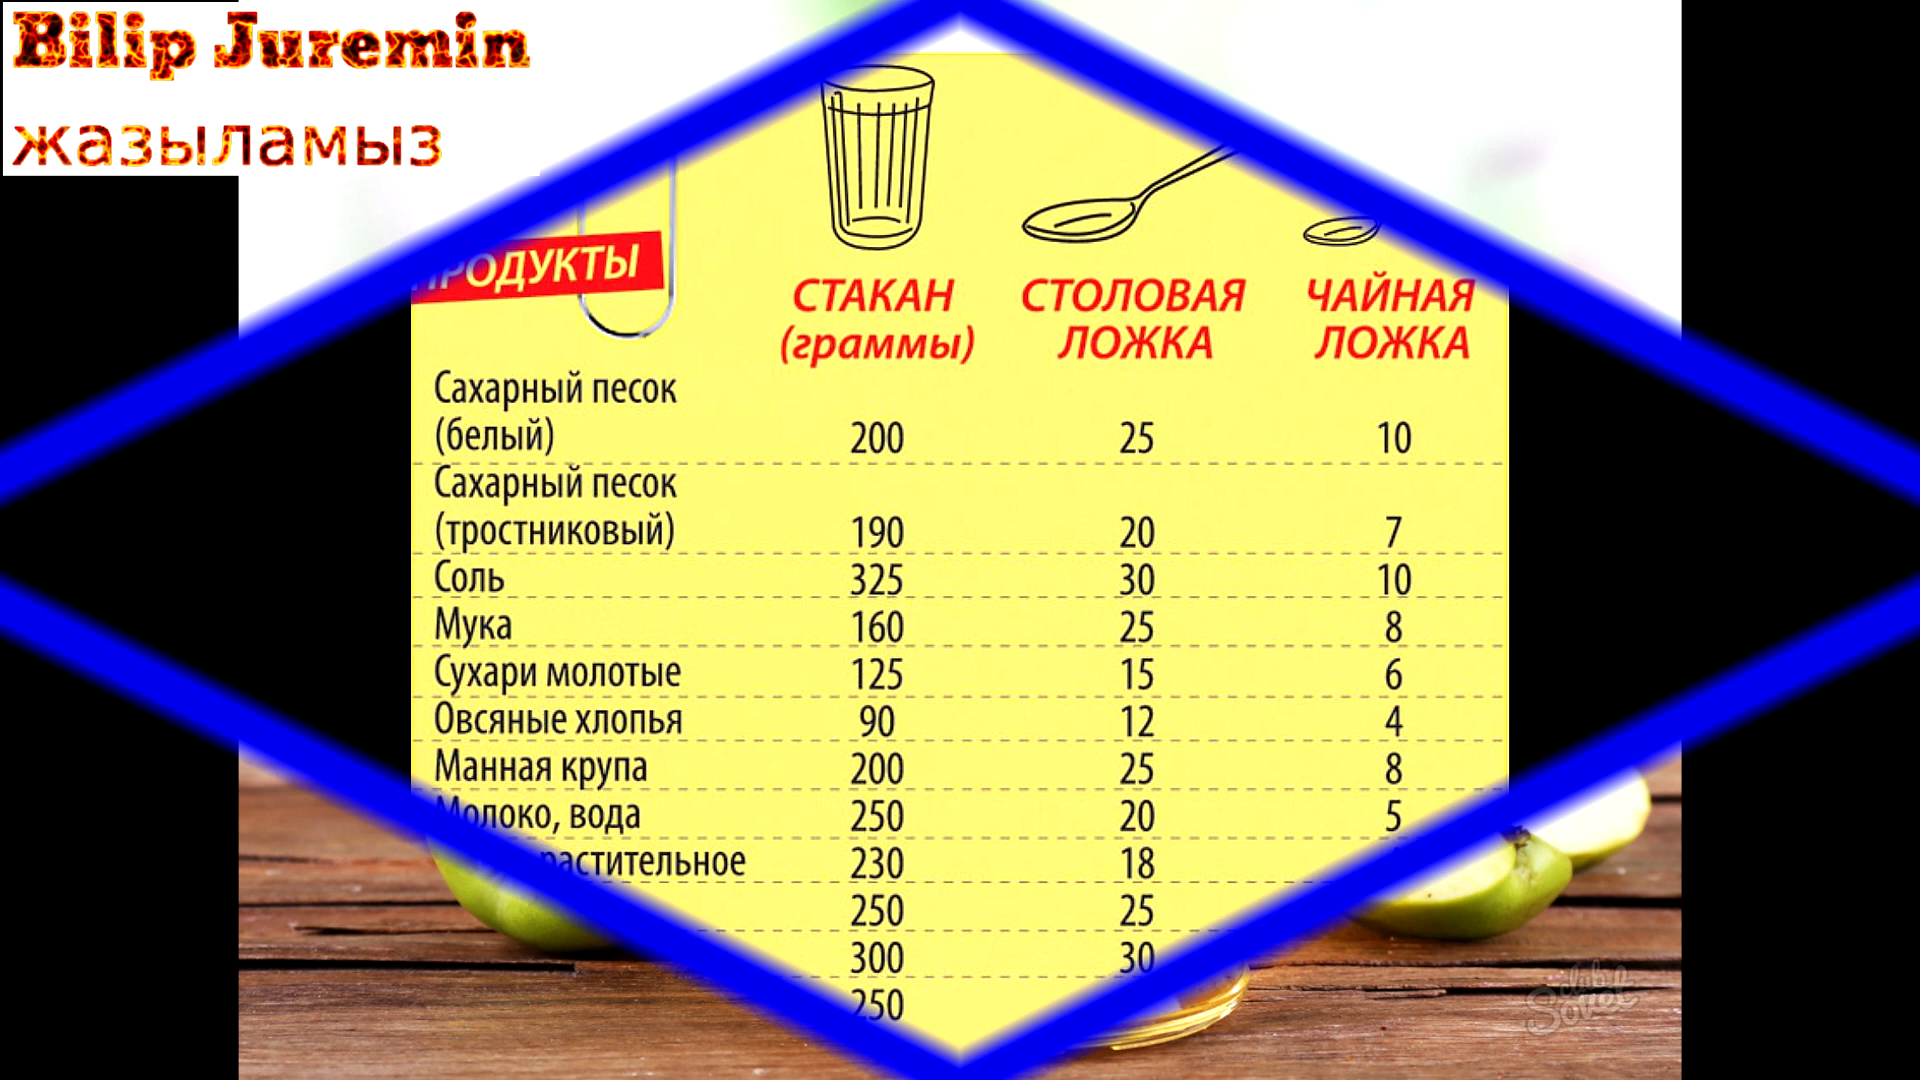 Bilip Juremin
жазыламыз
ПРОДУКТЫ
СТАКАН СТОЛОВАЯ ЧАЙНАЯ
(граммы) ЛОЖКА ЛОЖКА
Сахарный песок
(белый) 200 25 10
Сахарный песок
(тростниковый) 190 20 7
Соль 325 30 10
Мука 160 25 8
Сухари молотые 125 15 6
Овсяные хлопья 90 12 4
Манная крупа 200 25 8
Молоко, вода 250 20 5
растительное 230 18
250 25
300 30
250